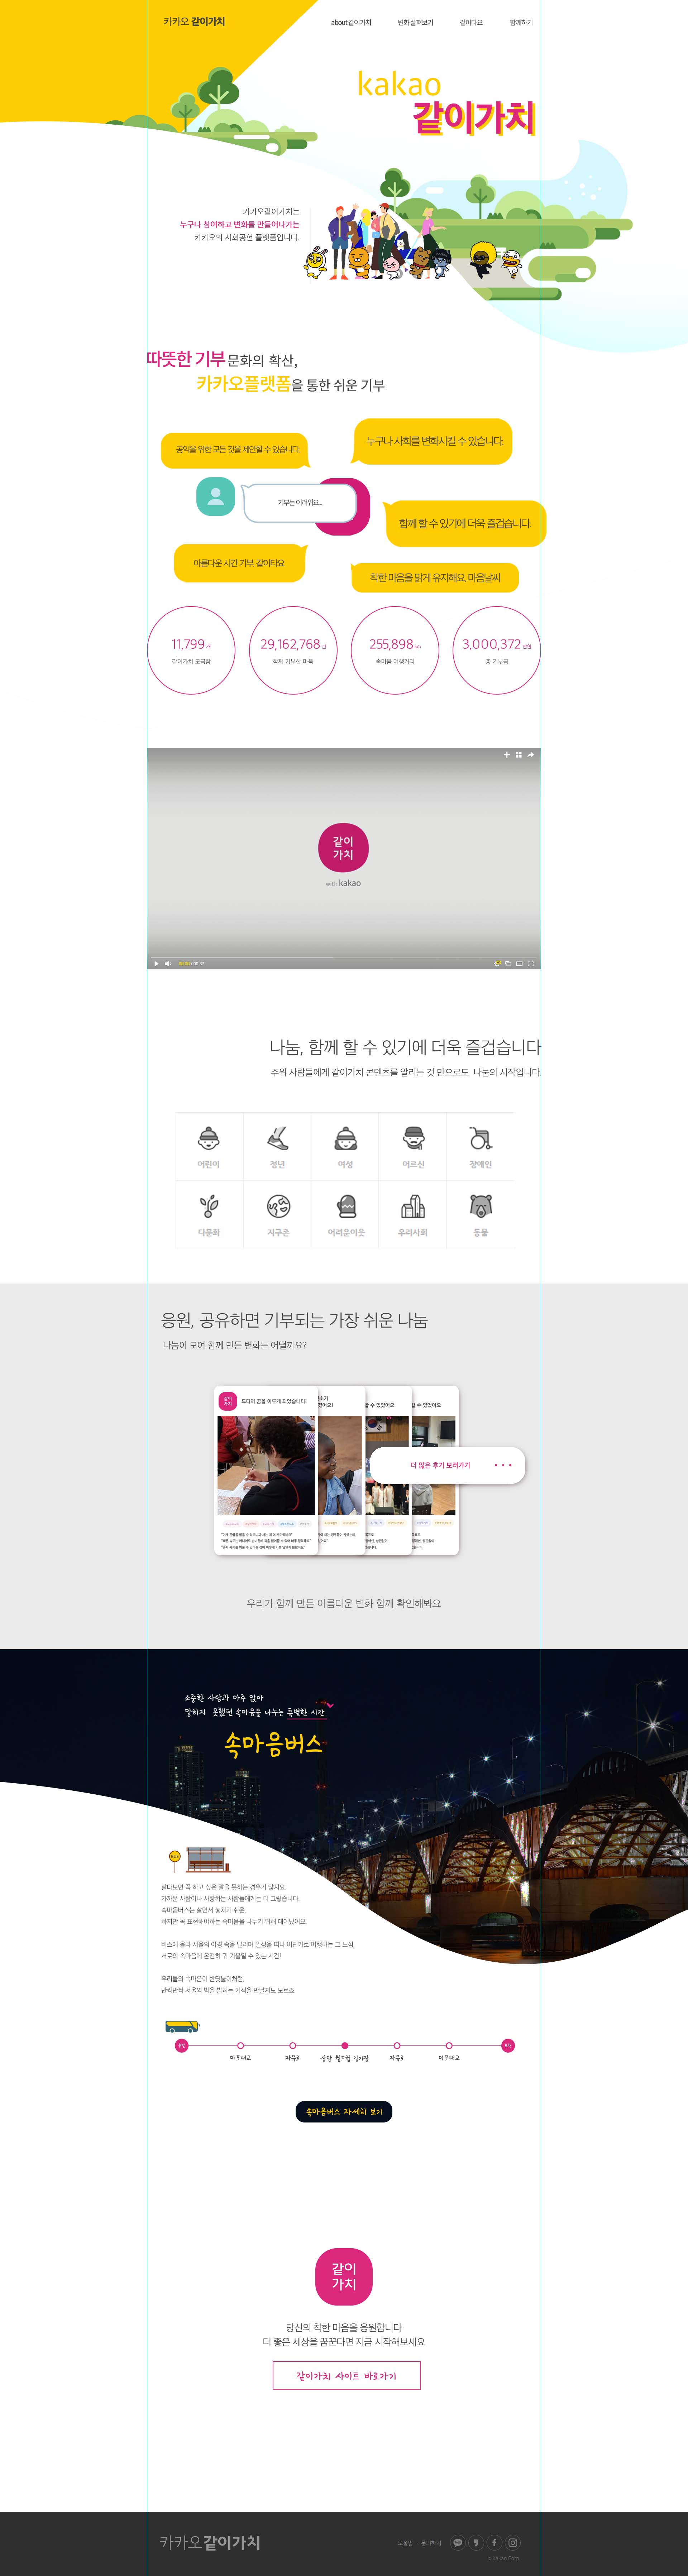 카카오 같이가치
about 같이가치
변화 살펴보기
같이타요
함께하기
kakao
같이가치
카카오같이가치는
누구나 참여하고 변화를 만들어나가는
카카오의 사회공헌 플랫폼입니다.
따뜻한 기부 문화의 확산,
카카오플랫폼을 통한 쉬운 기부
공익을 위한 모든 것을 제안할 수 있습니다.
누구나 사회를 변화시킬 수 있습니다.
기부는 어려워요...
함께 할 수 있기에 더욱 즐겁습니다.
아름다운 시간 기부, 같이타요
착한 마음을 맑게 유지해요, 마음날씨
11,799 개
같이가치 모금함
29,162,768 건
함께 기부한 마음
255,898 km
속마음 여행거리
3,000,372 만원
총 기부금
같이
가치
with kakao
나눔, 함께 할 수 있기에 더욱 즐겁습니다
주위 사람들에게 같이가치 콘텐츠를 알리는 것 만으로도 나눔의 시작입니다.
어린이
청년
여성
어르신
장애인
다문화
지구촌
어려운이웃
우리사회
동물
응원, 공유하면 기부되는 가장 쉬운 나눔
나눔이 모여 함께 만든 변화는 어떨까요?
같이
가치
드디어 꿈을 이루게 되었습니다!
더 많은 후기 보러가기
우리가 함께 만든 아름다운 변화 함께 확인해봐요
소중한 사람과 마주 앉아
말하지 못했던 속마음을 나누는 특별한 시간
속마음버스
BUS
살다보면 꼭 하고 싶은 말을 못하는 경우가 많지요.
가까운 사람이나 사랑하는 사람들에게는 더 그렇습니다.
속마음버스는 살면서 놓치기 쉬운,
하지만 꼭 표현해야하는 속마음을 나누기 위해 태어났어요.
버스에 올라 서울의 야경 속을 달리며 일상을 떠나 어딘가로 여행하는 그 느낌,
서로의 속마음에 온전히 귀 기울일 수 있는 시간!
우리들의 속마음이 반딧불이처럼,
반짝반짝 서울의 밤을 밝히는 기적을 만날지도 모르죠.
마포대교
자유로
상암 월드컵 경기장
자유로
마포대교
속마음버스 자세히 보기
같이
가치
당신의 착한 마음을 응원합니다
더 좋은 세상을 꿈꾼다면 지금 시작해보세요
같이가치 사이트 바로가기
카카오같이가치
도움말
문의하기
© Kakao Corp.